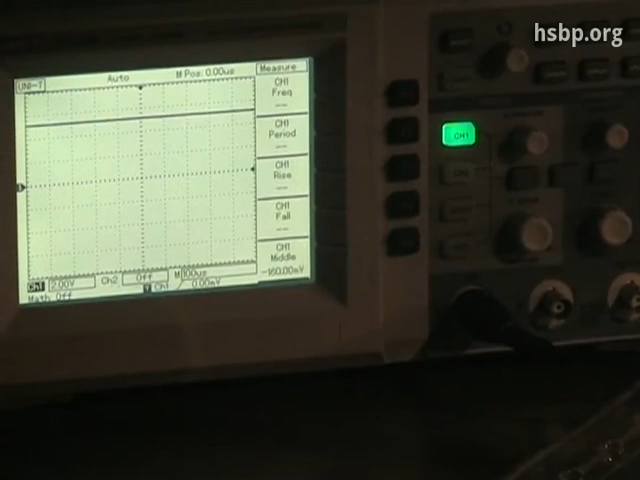 hsbp.org
UNI-T Auto M Pos: 0.00us Measure
CH1
Freq
---
CH1
Period
---
CH1
Rise
---
CH1
Fall
---
CH1
Middle
-160.00mV
Ch1 2.00V Ch2 Off M 100us
Ch1 0.00mV
Math Off
CH1